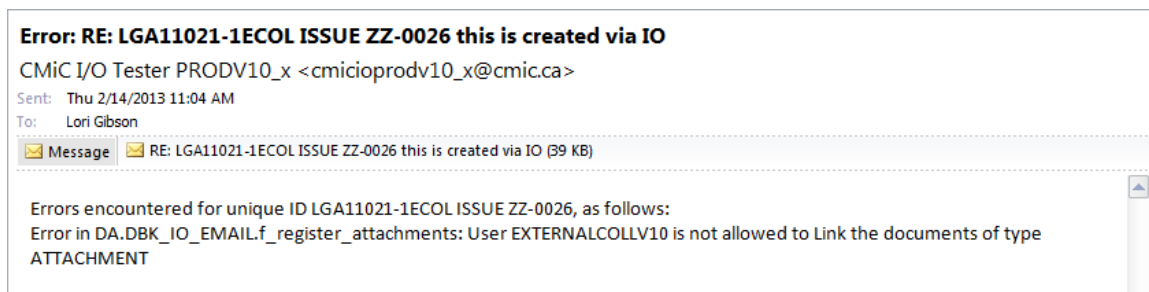 Error: RE: LGA11021-1ECOL ISSUE ZZ-0026 this is created via IO
CMiC I/O Tester PRODV10_x <cmicioprodv10_x@cmic.ca>
Sent: Thu 2/14/2013 11:04 AM
To: Lori Gibson
Message RE: LGA11021-1ECOL ISSUE ZZ-0026 this is created via IO (39 KB)
Errors encountered for unique ID LGA11021-1ECOL ISSUE ZZ-0026, as follows:
Error in DA.DBK_IO_EMAIL.f_register_attachments: User EXTERNALCOLLV10 is not allowed to Link the documents of type
ATTACHMENT